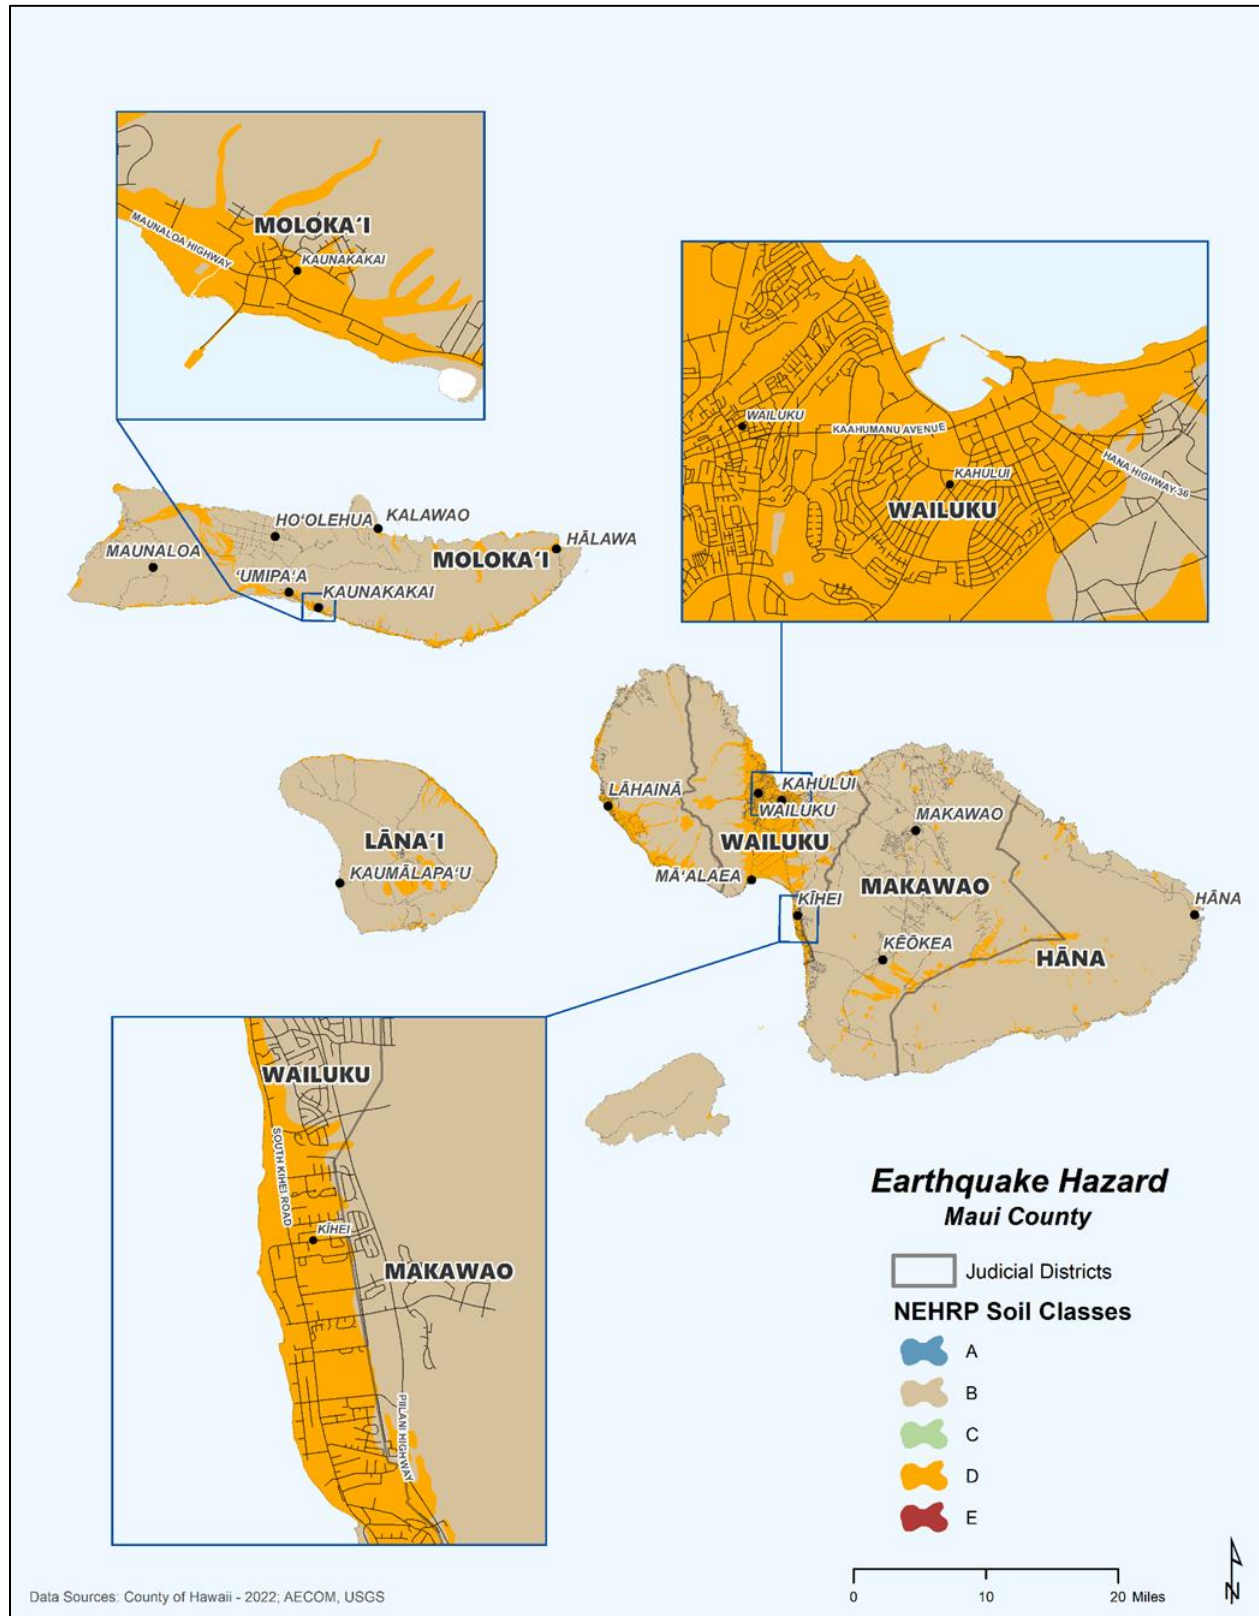 MOLOKAʻI
MAUNALOA HIGHWAY
KAUNAKAKAI
WAILUKU
KAAHUMANU AVENUE
HANA HIGHWAY 36
KAHULUI
WAILUKU
HOʻOLEHUA
KALAWAO
HĀLAWA
MAUNALOA
MOLOKAʻI
ʻUMIPAʻA
KAUNAKAKAI
LĀNAʻI
KAUMĀLAPAʻU
LĀHAINĀ
KAHULUI
WAILUKU
WAILUKU
MAKAWAO
MĀʻALAEA
MAKAWAO
KĪHEI
HĀNA
KĒŌKEA
HĀNA
WAILUKU
SOUTH KIHEI ROAD
KĪHEI
MAKAWAO
PIILANI HIGHWAY
Earthquake Hazard
Maui County
Judicial Districts
NEHRP Soil Classes
A
B
C
D
E
0 10 20 Miles
N
Data Sources: County of Hawaii - 2022; AECOM, USGS